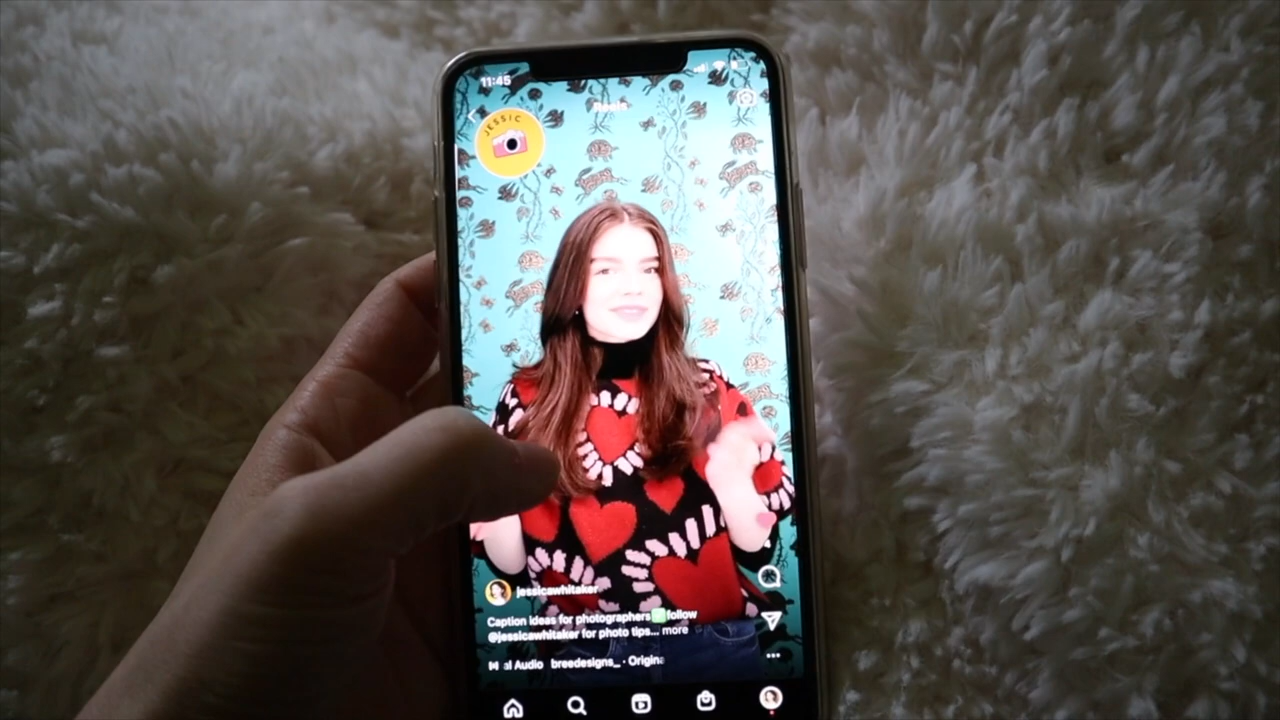 11:45
Reels
JESSIC
jessicawhitaker
Caption ideas for photographers✅follow
@jessicawhitaker for photo tips... more
al Audio breedesigns_ · Origina